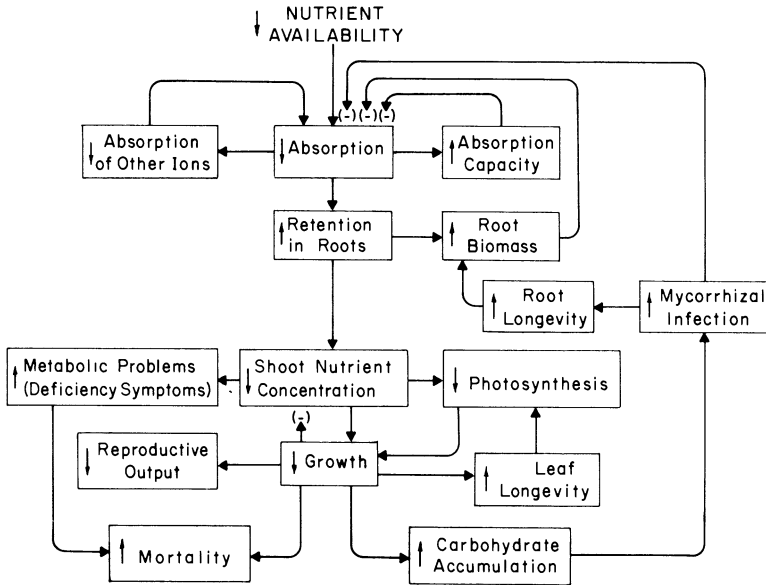 ↓ NUTRIENT
AVAILABILITY
(-) (-) (-)
↓ Absorption
of Other Ions
↓ Absorption
↑ Absorption
Capacity
↑ Retention
in Roots
↑ Root
Biomass
↑ Root
Longevity
↑ Mycorrhizal
Infection
↑ Metabolic Problems
(Deficiency Symptoms)
↓ Shoot Nutrient
Concentration
↓ Photosynthesis
(-)
↓ Reproductive
Output
↓ Growth
↑ Leaf
Longevity
↑ Mortality
↑ Carbohydrate
Accumulation